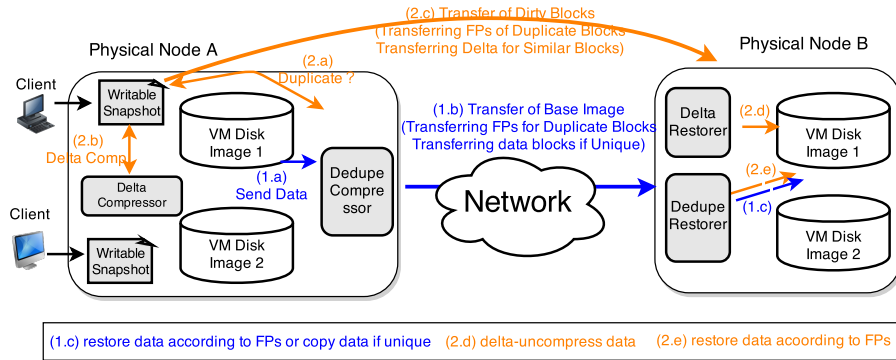 (2.c) Transfer of Dirty Blocks
(Transferring FPs of Duplicate Blocks
Transferring Delta for Similar Blocks)
Physical Node A
Physical Node B
(2.a)
Duplicate ?
Client
Writable
Snapshot
VM Disk
Image 1
(2.b)
Delta Comp
Delta
Compressor
(1.a)
Send Data
Dedupe
Compre
ssor
(1.b) Transfer of Base Image
(Transferring FPs for Duplicate Blocks
Transferring data blocks if Unique)
Network
Delta
Restorer
(2.d)
VM Disk
Image 1
(2.e)
Dedupe
Restorer
(1.c)
VM Disk
Image 2
Client
Writable
Snapshot
VM Disk
Image 2
(1.c) restore data according to FPs or copy data if unique (2.d) delta-uncompress data (2.e) restore data acoording to FPs